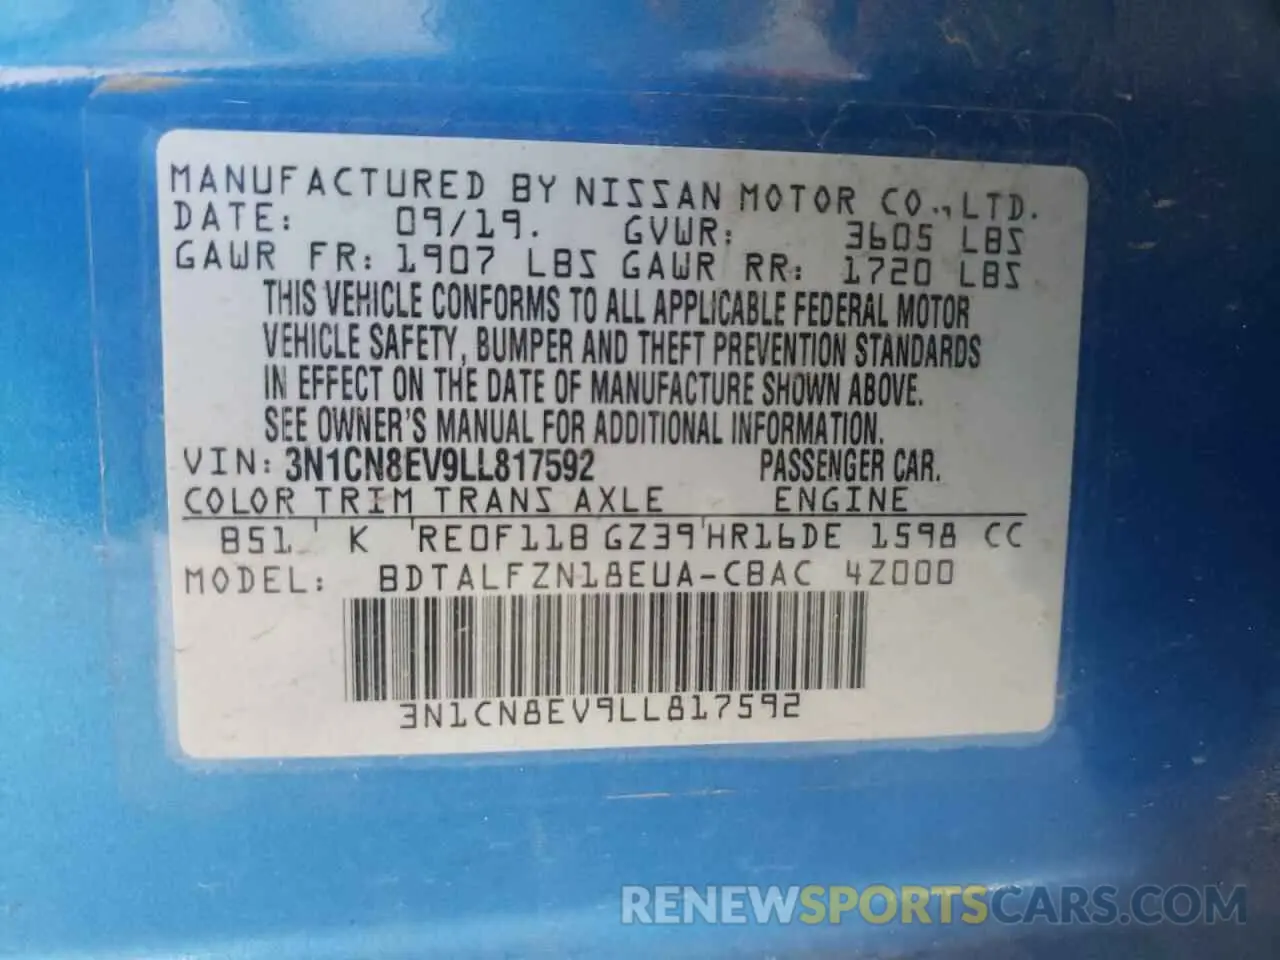 MANUFACTURED BY NISSAN MOTOR CO., LTD.
DATE: 09/19. GVWR: 3605 LBS
GAWR FR: 1907 LBS GAWR RR: 1720 LBS
THIS VEHICLE CONFORMS TO ALL APPLICABLE FEDERAL MOTOR
VEHICLE SAFETY, BUMPER AND THEFT PREVENTION STANDARDS
IN EFFECT ON THE DATE OF MANUFACTURE SHOWN ABOVE.
SEE OWNER'S MANUAL FOR ADDITIONAL INFORMATION.
VIN: 3N1CN8EV9LL817592 PASSENGER CAR.
COLOR TRIM TRANS AXLE ENGINE
B51 K RE0F11B GZ39 HR16DE 1598 CC
MODEL: BDTALFZN18EUA-CBAC 4Z000
3N1CN8EV9LL817592
RENEWSPORTSCARS.COM